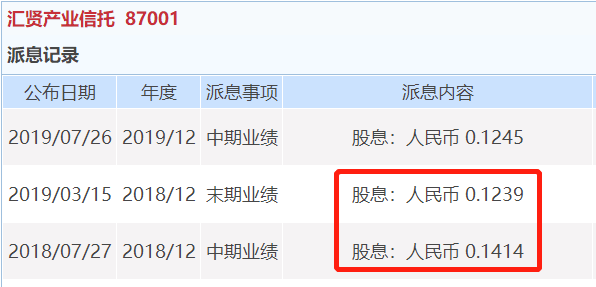 汇贤产业信托 87001
派息记录
公布日期 年度 派息事项 派息内容
2019/07/26 2019/12 中期业绩 股息：人民币 0.1245
2019/03/15 2018/12 末期业绩 股息：人民币 0.1239
2018/07/27 2018/12 中期业绩 股息：人民币 0.1414